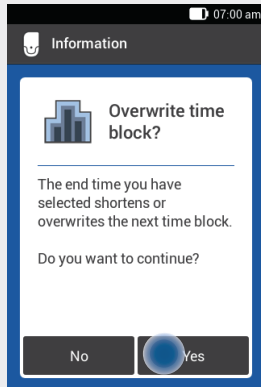 07:00 am
Information
Overwrite time
block?
The end time you have
selected shortens or
overwrites the next time block.
Do you want to continue?
No
Yes